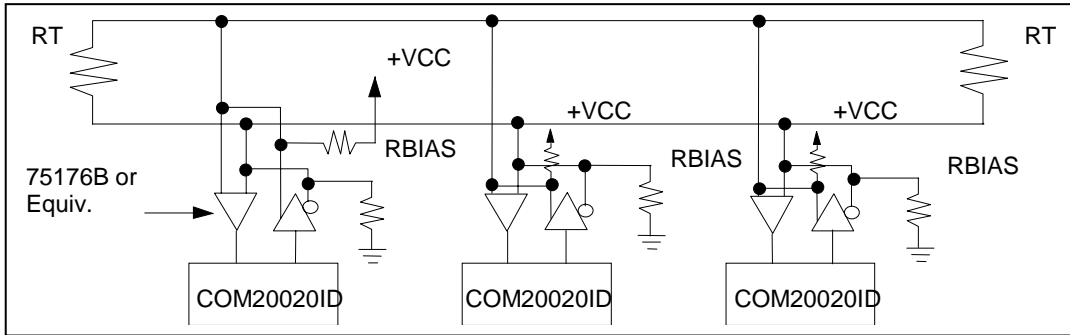 RT
RT
+VCC
+VCC
+VCC
RBIAS
RBIAS
RBIAS
75176B or
Equiv.
COM20020ID
COM20020ID
COM20020ID